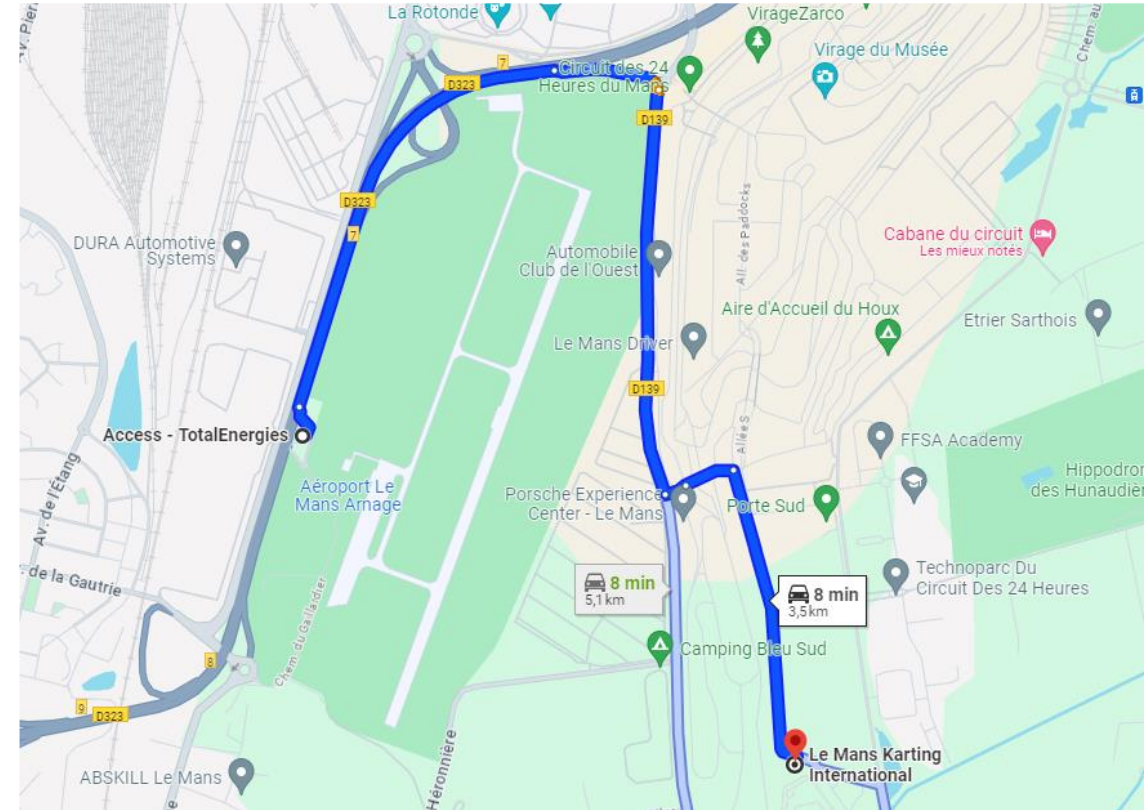 Av. Pier
La Rotonde
VirageZarco
Virage du Musée
Chem. au
7
D323
Circuit des 24
Heures du Mans
D139
D323
7
All. des Paddocks
DURA Automotive
Systems
Automobile
Club de l'Ouest
Cabane du circuit
Les mieux notés
Aire d'Accueil du Houx
Etrier Sarthois
Le Mans Driver
D139
Allée S
Access - TotalEnergies
FFSA Academy
Av. de l'Étang
Aéroport Le
Mans Arnage
Porsche Experience
Center - Le Mans
Porte Sud
Hippodrom
des Hunaudièr
. de la Gautrie
8 min
5,1 km
8 min
3,5 km
Technoparc Du
Circuit Des 24 Heures
Chem. du Gallardier
Camping Bleu Sud
8
9
D323
Héronnière
ABSKILL Le Mans
Le Mans Karting
International